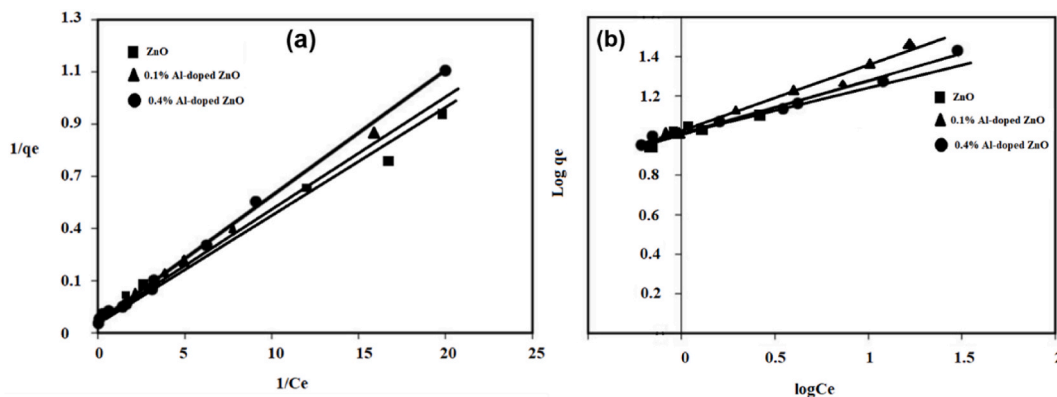 (a)
1.3
1.1
0.9
0.7
0.4
0.1
0
1/qe
ZnO
0.1% Al-doped ZnO
0.4% Al-doped ZnO
0 5 10 15 20 25
1/Ce
(b)
1.4
1.2
1.0
0.8
0.6
0.4
0.2
Log qe
ZnO
0.1% Al-doped ZnO
0.4% Al-doped ZnO
0 0.5 1 1.5 2
logCe